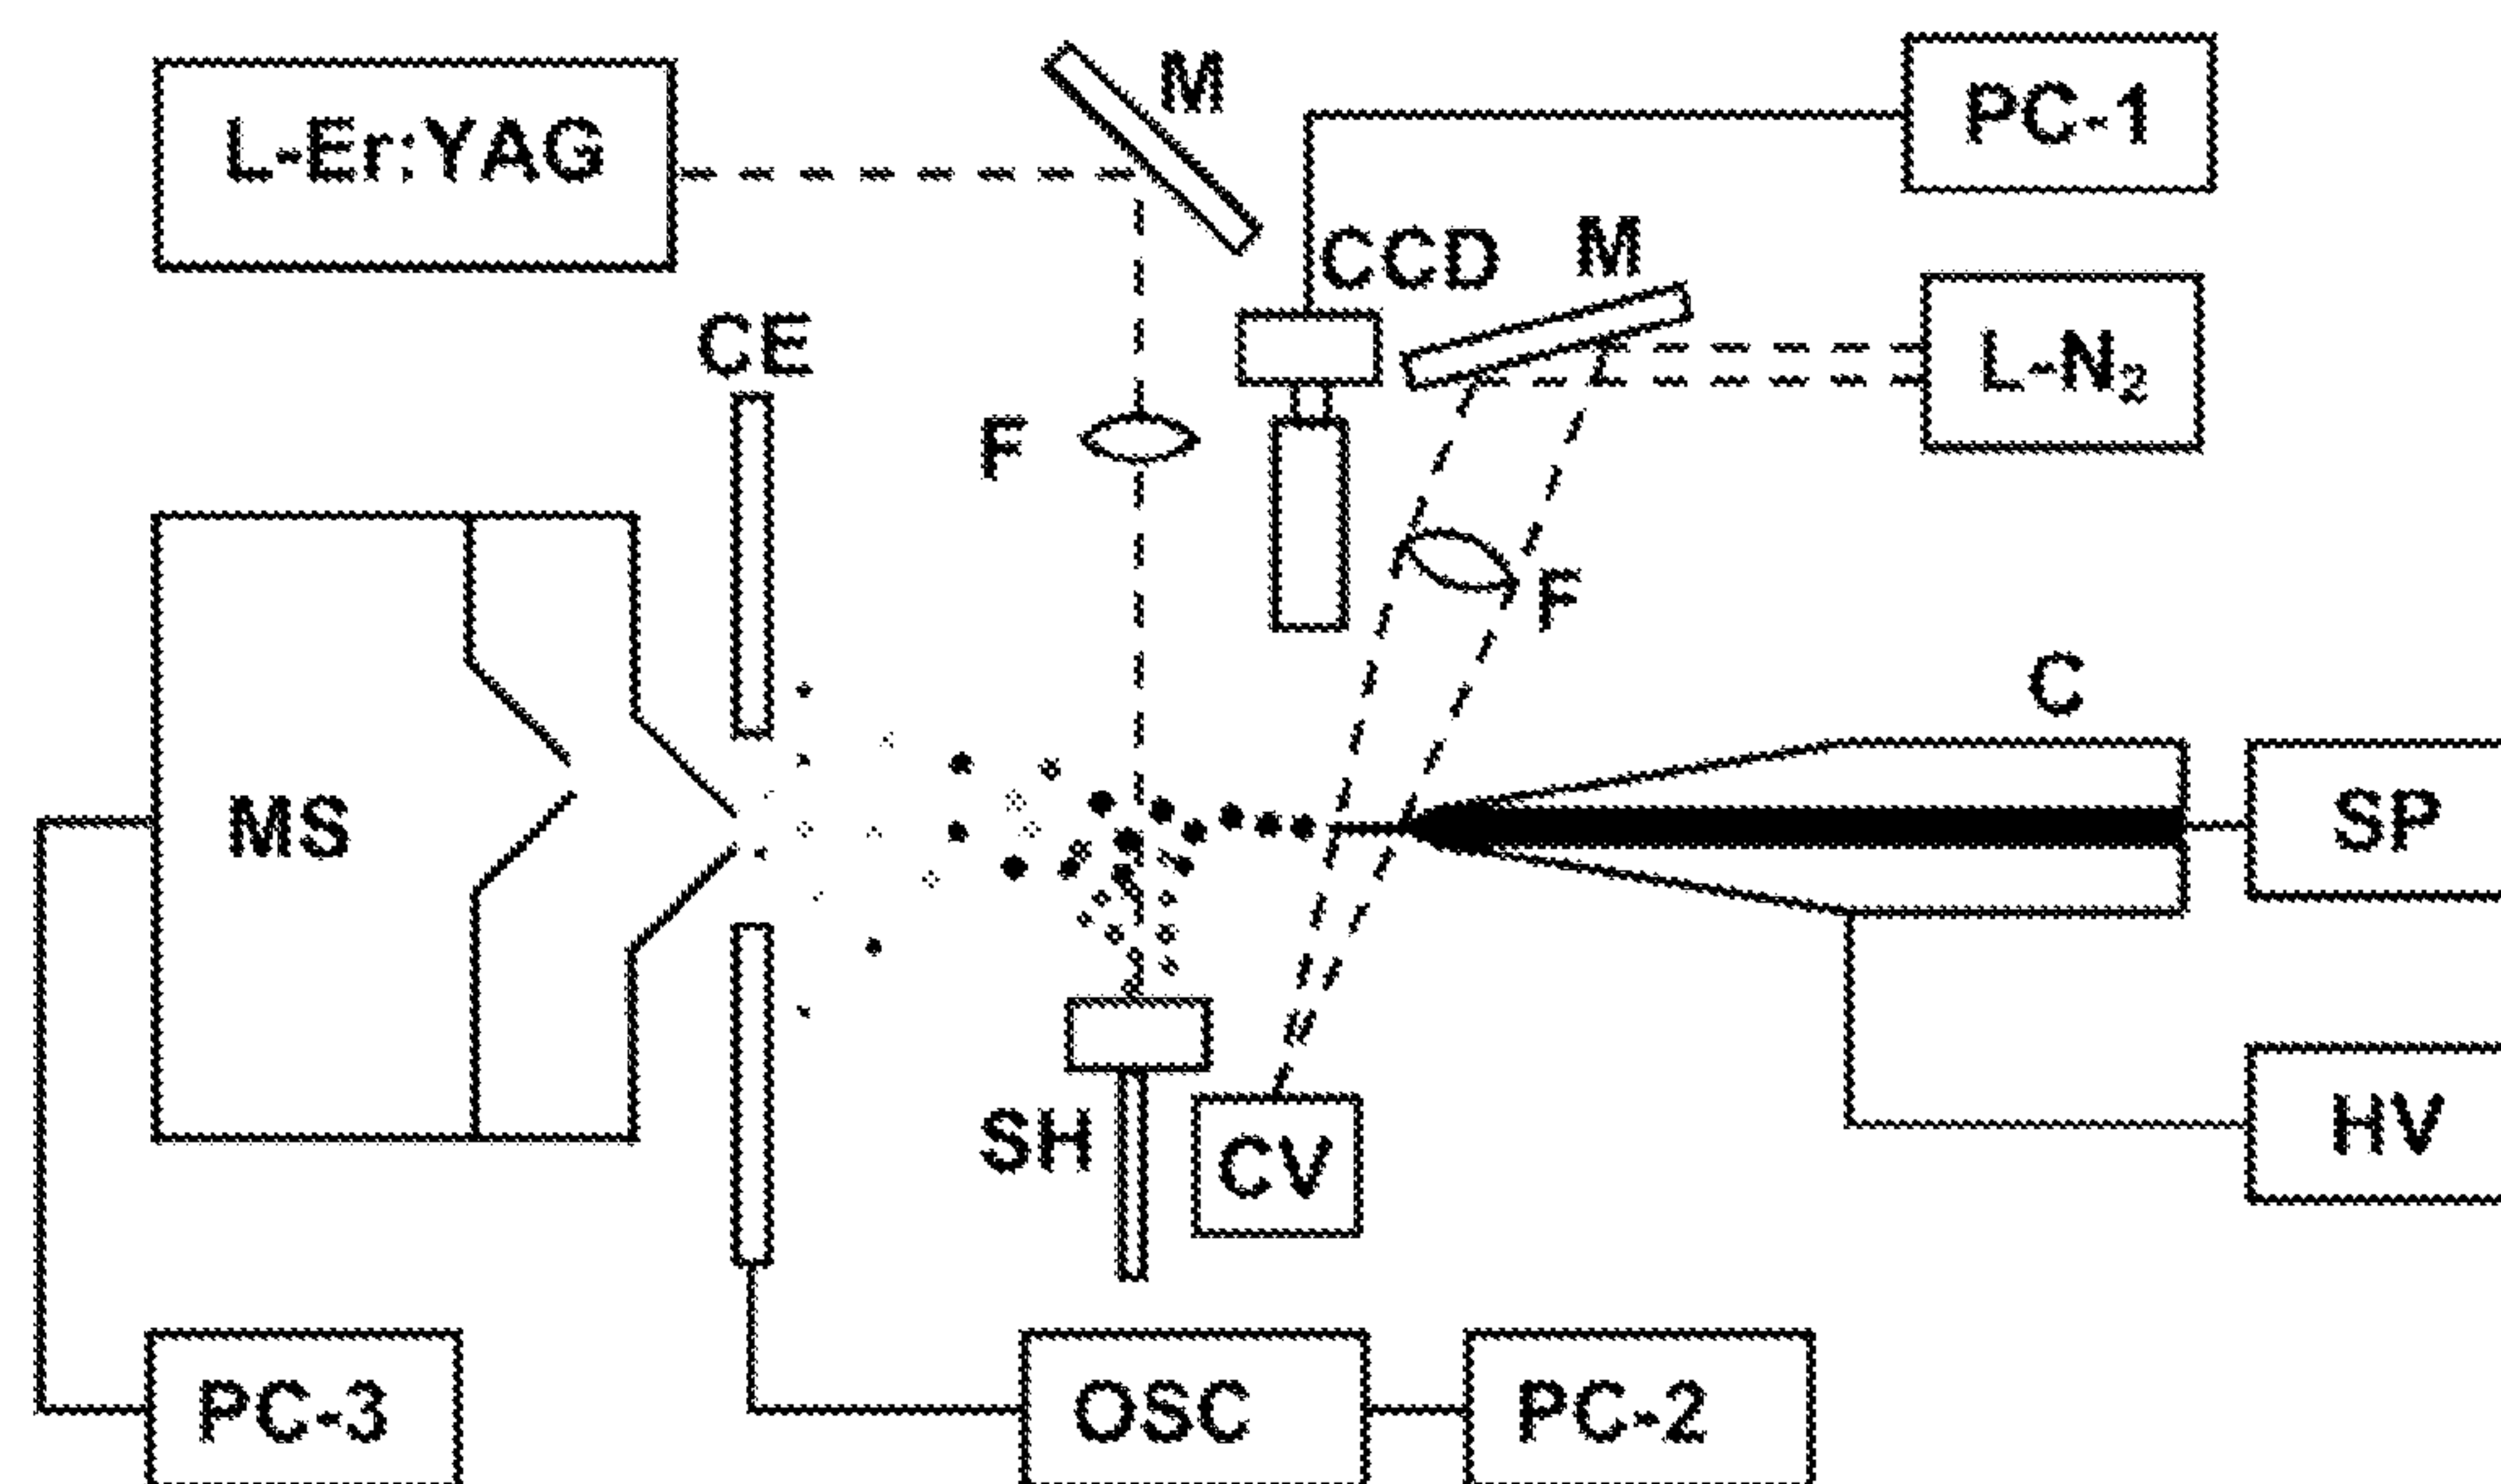 M
PC-1
L-Er:YAG
CCD
M
CE
L-N₂
F
F
C
MS
SP
SH
CV
HV
PC-3
OSC
PC-2